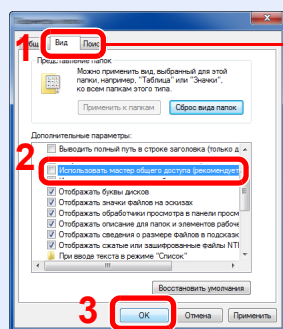 1
Общ
Вид
Поис
Представление папок
Можно применить вид, выбранный для этой
папки, например, "Таблица" или "Значки",
ко всем папкам этого типа.
Применить к папкам
Сброс вида папок
Дополнительные параметры:
Выводить полный путь в строке заголовка (только д
2
Использовать мастер общего доступа (рекомендует
Отображать буквы дисков
Отображать значки файлов на эскизах
Отображать обработчики просмотра в панели просм
Отображать описание для папок и элементов рабоче
Отображать сведения о размере файлов в подсказк
Отображать сжатые или зашифрованные файлы NTI
При вводе текста в режиме "Список"
Восстановить умолчания
3
OK
Отмена
Применить